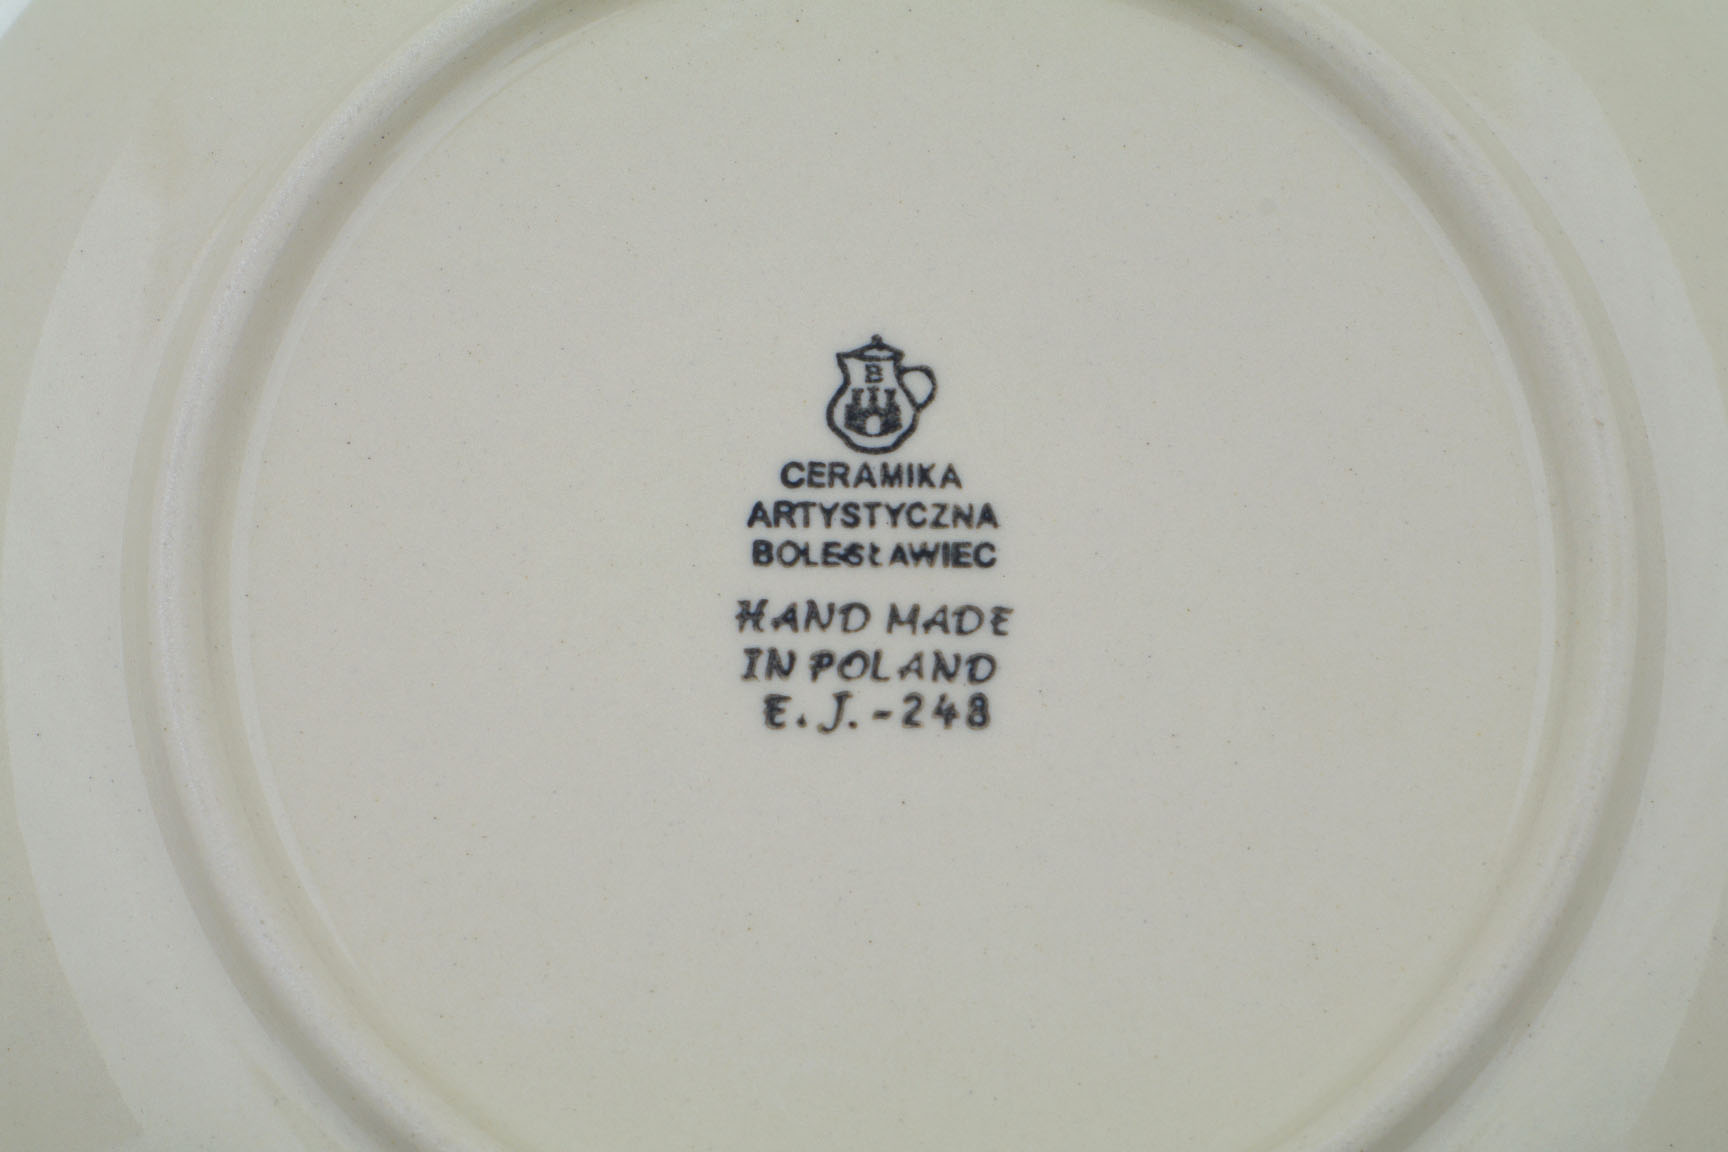 B
CERAMIKA
ARTYSTYCZNA
BOLESŁAWIEC
HAND MADE
IN POLAND
E.J.-248